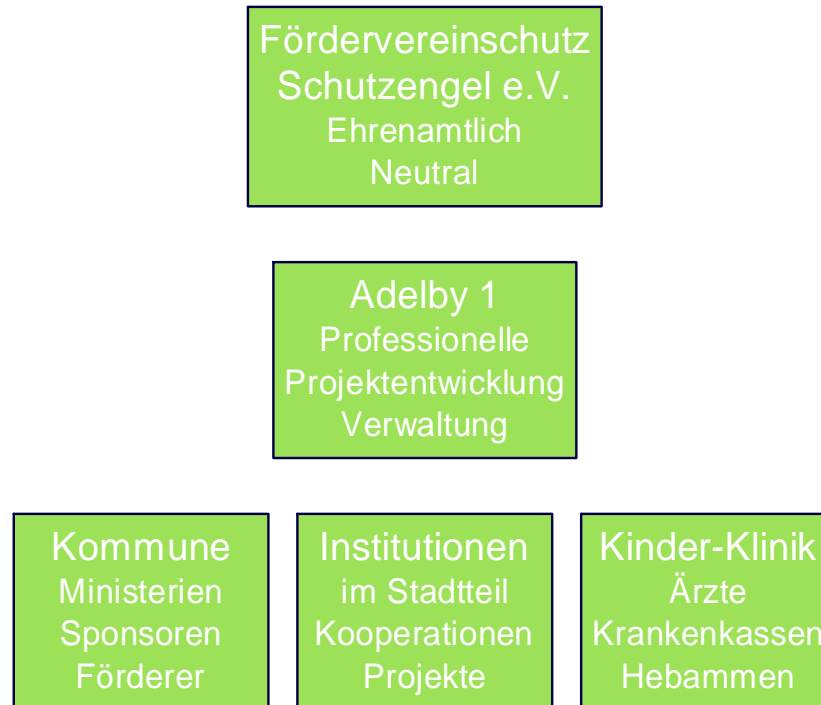 Fördervereinschutz
Schutzengel e.V.
Ehrenamtlich
Neutral
Adelby 1
Professionelle
Projektentwicklung
Verwaltung
Kommune
Ministerien
Sponsoren
Förderer
Institutionen
im Stadtteil
Kooperationen
Projekte
Kinder-Klinik
Ärzte
Krankenkassen
Hebammen